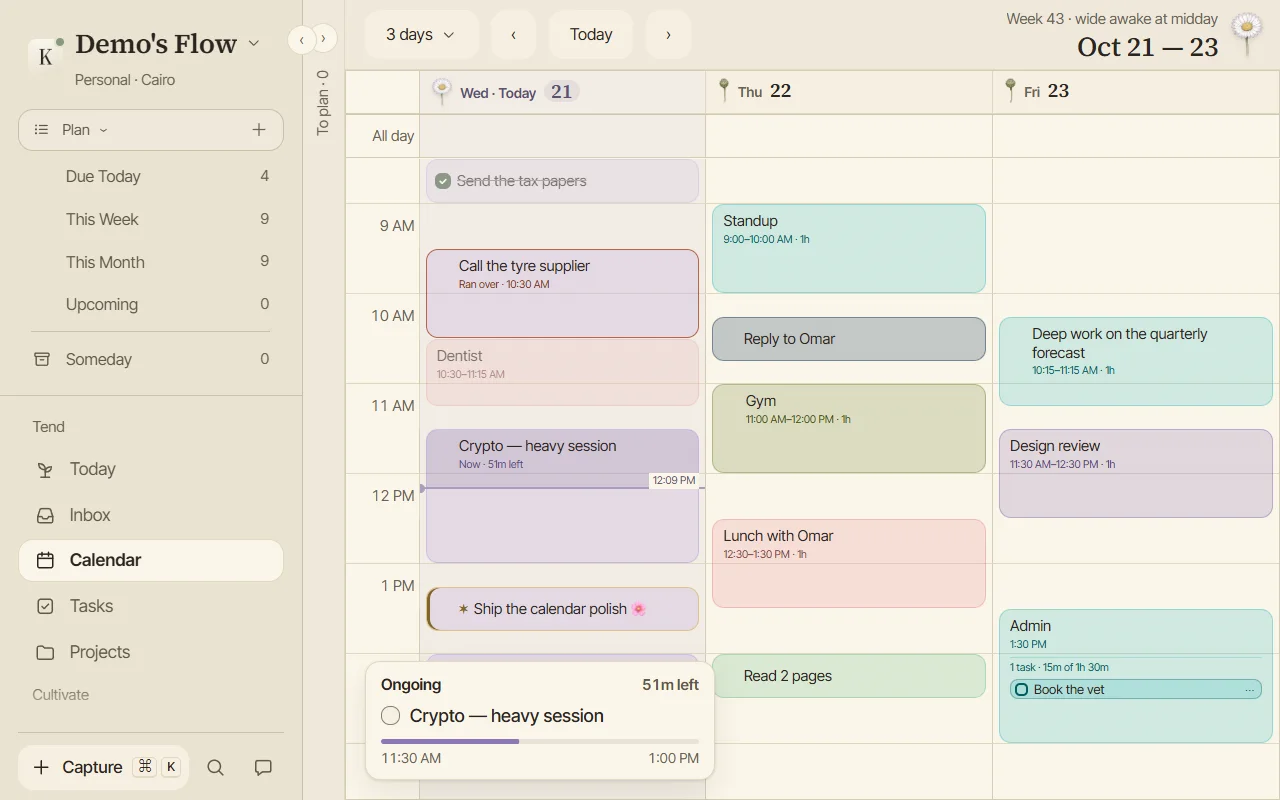 K
Demo's Flow
Personal · Cairo
Plan
Due Today 4
This Week 9
This Month 9
Upcoming 0
Someday 0
Tend
Today
Inbox
Calendar
Tasks
Projects
Cultivate
Capture ⌘ K
To plan · 0
3 days
Today
Week 43 · wide awake at midday
Oct 21 — 23
Wed · Today 21
Thu 22
Fri 23
All day
9 AM
10 AM
11 AM
12 PM
1 PM
Send the tax papers
Call the tyre supplier
Ran over · 10:30 AM
Dentist
10:30–11:15 AM
Crypto — heavy session
Now · 51m left
12:09 PM
✶ Ship the calendar polish 🌸
Standup
9:00–10:00 AM · 1h
Reply to Omar
Gym
11:00 AM–12:00 PM · 1h
Lunch with Omar
12:30–1:30 PM · 1h
Read 2 pages
Deep work on the quarterly
forecast
10:15–11:15 AM · 1h
Design review
11:30 AM–12:30 PM · 1h
Admin
1:30 PM
1 task · 15m of 1h 30m
Book the vet ...
Ongoing 51m left
Crypto — heavy session
11:30 AM 1:00 PM